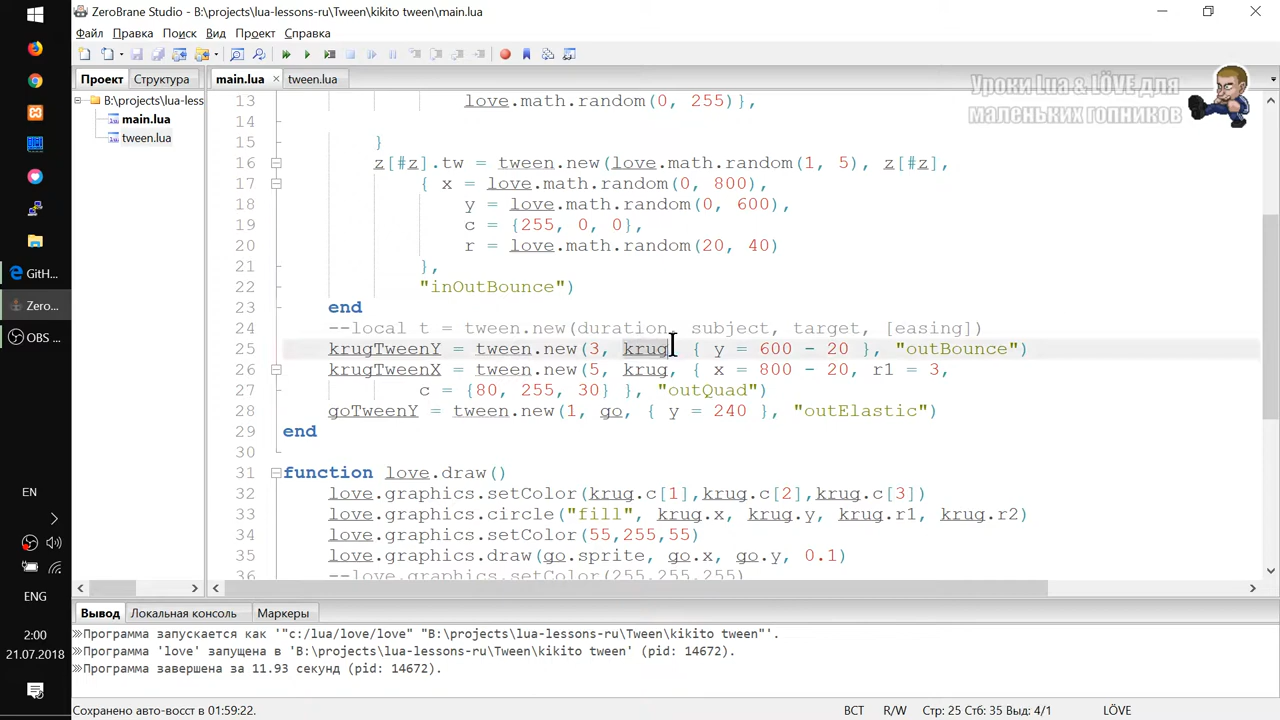 ZeroBrane Studio - B:\projects\lua-lessons-ru\Tween\kikito tween\main.lua
Файл Правка Поиск Вид Проект Справка
Проект Структура
main.lua tween.lua
B:\projects\lua-less
main.lua
tween.lua
Уроки Lua & LÖVE для
маленьких гопников
13 love.math.random(0, 255)},
14
15 }
16 z[#z].tw = tween.new(love.math.random(1, 5), z[#z],
17 { x = love.math.random(0, 800),
18 y = love.math.random(0, 600),
19 c = {255, 0, 0},
20 r = love.math.random(20, 40)
21 },
22 "inOutBounce")
23 end
24 --local t = tween.new(duration, subject, target, [easing])
25 krugTweenY = tween.new(3, krug, { y = 600 - 20 }, "outBounce")
26 krugTweenX = tween.new(5, krug, { x = 800 - 20, r1 = 3,
27 c = {80, 255, 30} }, "outQuad")
28 goTweenY = tween.new(1, go, { y = 240 }, "outElastic")
29 end
30
31 function love.draw()
32 love.graphics.setColor(krug.c[1],krug.c[2],krug.c[3])
33 love.graphics.circle("fill", krug.x, krug.y, krug.r1, krug.r2)
34 love.graphics.setColor(55,255,55)
35 love.graphics.draw(go.sprite, go.x, go.y, 0.1)
36 --love.graphics.setColor(255,255,255)
GitH...
Zero...
OBS ...
EN
ENG
2:00
21.07.2018
Вывод Локальная консоль Маркеры
Программа запускается как '"c:/lua/love/love" "B:\projects\lua-lessons-ru\Tween\kikito tween"'.
Программа 'love' запущена в 'B:\projects\lua-lessons-ru\Tween\kikito tween' (pid: 14672).
Программа завершена за 11.93 секунд (pid: 14672).
Сохранено авто-восст в 01:59:22. ВСТ R/W Стр: 25 Стб: 35 Выд: 4/1 LÖVE